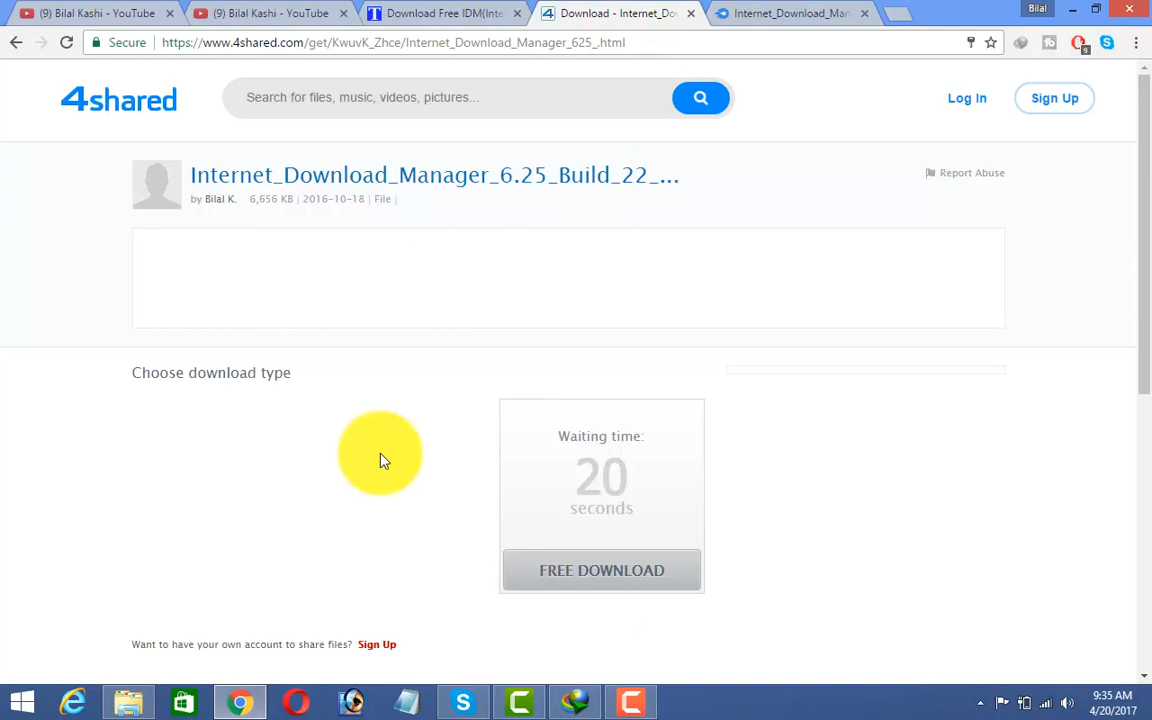 (9) Bilal Kashi - YouTube
(9) Bilal Kashi - YouTube
Download Free IDM(Inte
Download - Internet_Do
Internet_Download_Man
Bilal
Secure
https://www.4shared.com/get/KwuvK_Zhce/Internet_Download_Manager_625_.html
9
4shared
Search for files, music, videos, pictures...
Log In
Sign Up
Internet_Download_Manager_6.25_Build_22_...
by Bilal K. 6,656 KB | 2016-10-18 | File |
Report Abuse
Choose download type
Waiting time:
20
seconds
FREE DOWNLOAD
Want to have your own account to share files? Sign Up
9:35 AM
4/20/2017